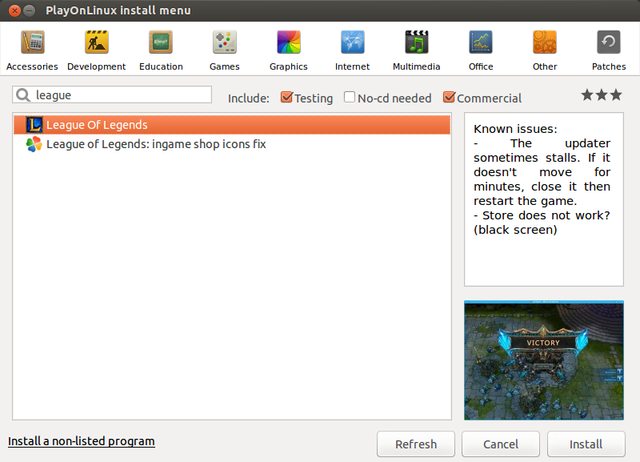 PlayOnLinux install menu
Accessories Development Education Games Graphics Internet Multimedia Office Other Patches
league Include: Testing No-cd needed Commercial
League Of Legends
League of Legends: ingame shop icons fix
Known issues:
- The updater
sometimes stalls. If it
doesn't move for
minutes, close it then
restart the game.
- Store does not work?
(black screen)
VICTORY
Install a non-listed program Refresh Cancel Install